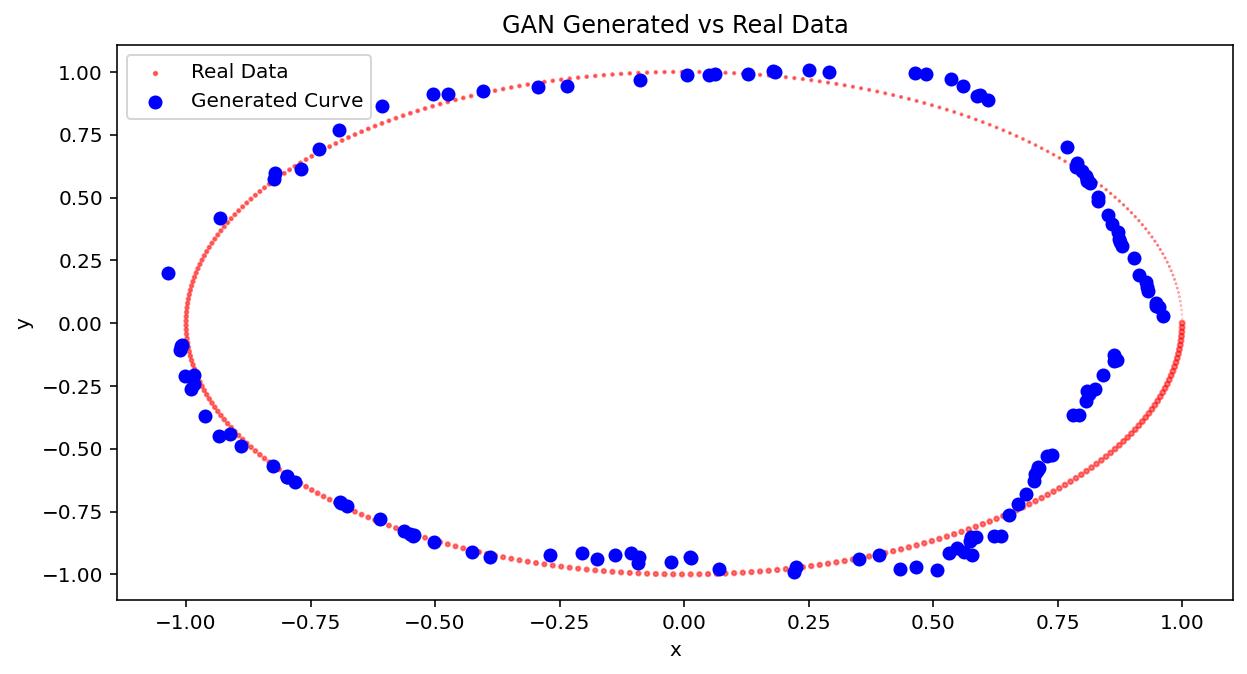 GAN Generated vs Real Data
Real Data
Generated Curve
1.00
0.75
0.50
0.25
0.00
−0.25
−0.50
−0.75
−1.00
y
−1.00 −0.75 −0.50 −0.25 0.00 0.25 0.50 0.75 1.00
x